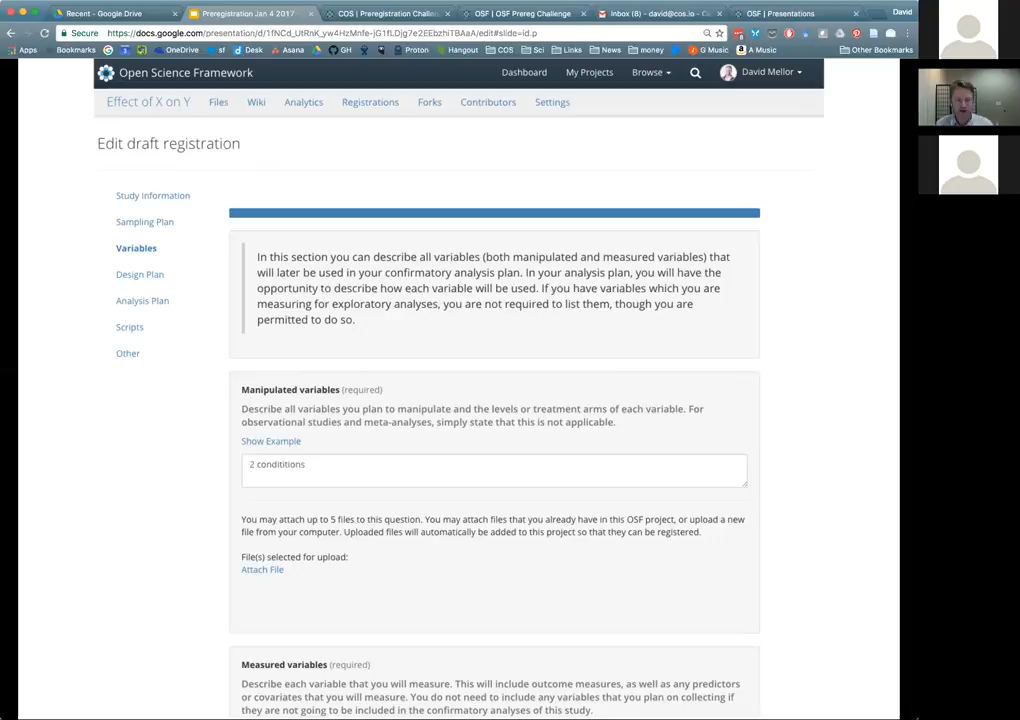 Recent - Google Drive
Preregistration Jan 4 2017
COS | Preregistration Challe
OSF | OSF Prereg Challenge
Inbox (8) - david@cos.io - C
OSF | Presentations
David
Secure
https://docs.google.com/presentation/d/1fNCd_UtRnK_yw4HzMnfe-jG1fLDjg7e2EEbzhiTBAaA/edit#slide=id.p
Apps
Bookmarks
OneDrive
sf
Desk
Asana
GH
Proton
Hangout
COS
Sci
Links
News
money
G Music
A Music
Other Bookmarks
Open Science Framework
Dashboard
My Projects
Browse
David Mellor
Effect of X on Y
Files
Wiki
Analytics
Registrations
Forks
Contributors
Settings
Edit draft registration
Study Information
Sampling Plan
Variables
Design Plan
Analysis Plan
Scripts
Other
In this section you can describe all variables (both manipulated and measured variables) that
will later be used in your confirmatory analysis plan. In your analysis plan, you will have the
opportunity to describe how each variable will be used. If you have variables which you are
measuring for exploratory analyses, you are not required to list them, though you are
permitted to do so.
Manipulated variables (required)
Describe all variables you plan to manipulate and the levels or treatment arms of each variable. For
observational studies and meta-analyses, simply state that this is not applicable.
Show Example
2 condititions
You may attach up to 5 files to this question. You may attach files that you already have in this OSF project, or upload a new
file from your computer. Uploaded files will automatically be added to this project so that they can be registered.
File(s) selected for upload:
Attach File
Measured variables (required)
Describe each variable that you will measure. This will include outcome measures, as well as any predictors
or covariates that you will measure. You do not need to include any variables that you plan on collecting if
they are not going to be included in the confirmatory analyses of this study.